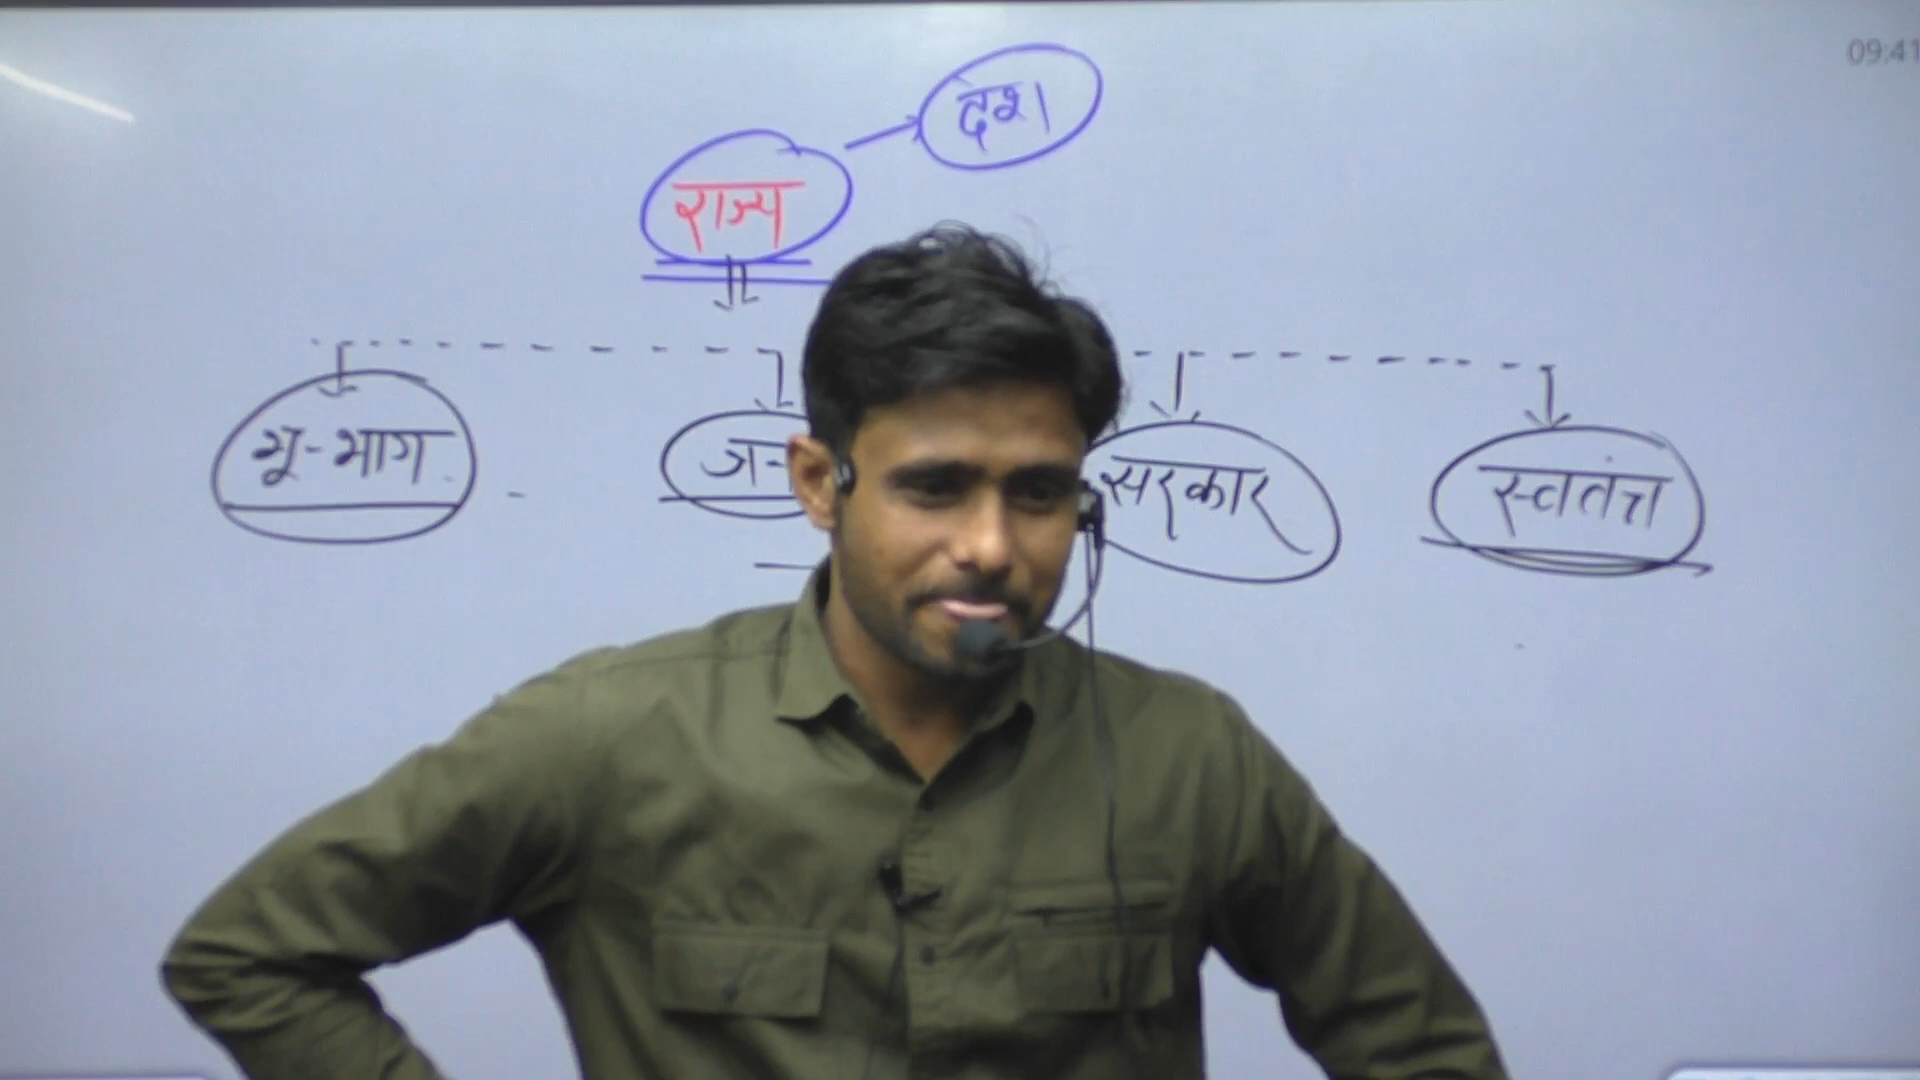 09:41
देश
राज्य
भू-भाग
सरकार
स्वतंत्र